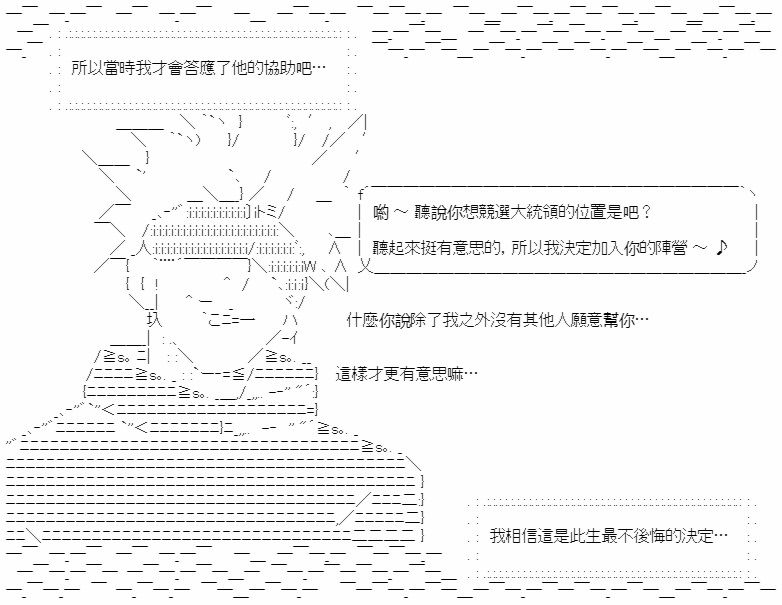 所以當時我才會答應了他的協助吧…
喲 ～ 聽說你想競選大統領的位置是吧？
聽起來挺有意思的，所以我決定加入你的陣營 ～ ♪
什麼你說除了我之外沒有其他人願意幫你…
這樣才更有意思嘛…
我相信這是此生最不後悔的決定…